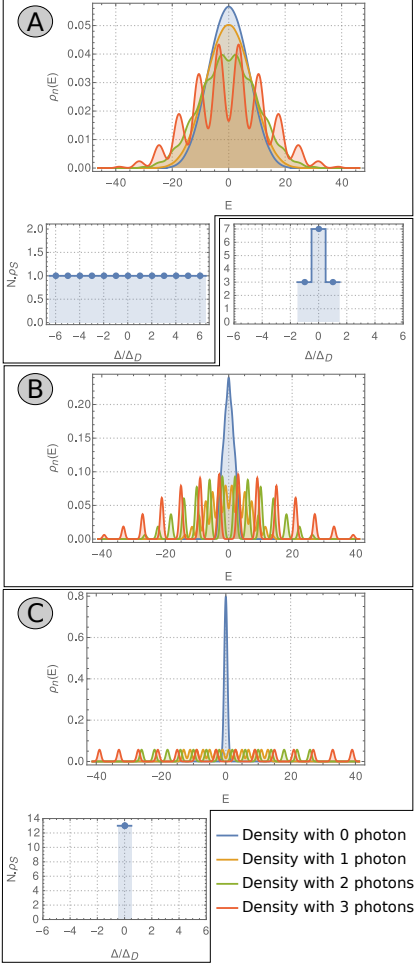 A
0.05
0.04
0.03
0.02
0.01
0.00
ρn(E)
-40 -20 0 20 40
E
2.0
1.5
1.0
0.5
0.0
N.ρS
-6 -4 -2 0 2 4 6
Δ/ΔD
7
6
5
4
3
2
1
0
-6 -4 -2 0 2 4 6
Δ/ΔD
B
0.20
0.15
0.10
0.05
0.00
ρn(E)
-40 -20 0 20 40
E
C
0.8
0.6
0.4
0.2
0.0
ρn(E)
-40 -20 0 20 40
E
14
12
10
8
6
4
2
0
N.ρS
-6 -4 -2 0 2 4 6
Δ/ΔD
Density with 0 photon
Density with 1 photon
Density with 2 photons
Density with 3 photons